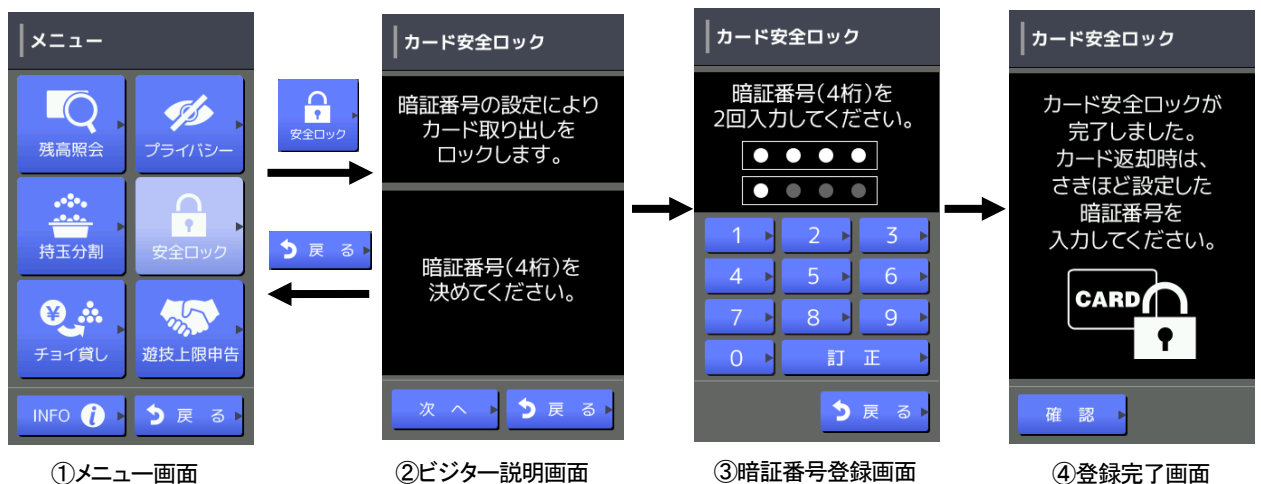 メニュー
残高照会
プライバシー
持玉分割
安全ロック
チョイ貸し
遊技上限申告
INFO
戻 る
①メニュー画面
安全ロック
戻 る
カード安全ロック
暗証番号の設定により
カード取り出しを
ロックします。
暗証番号(4桁)を
決めてください。
次 へ
戻 る
②ビジター説明画面
カード安全ロック
暗証番号(4桁)を
2回入力してください。
1
2
3
4
5
6
7
8
9
0
訂 正
戻 る
③暗証番号登録画面
カード安全ロック
カード安全ロックが
完了しました。
カード返却時は、
さきほど設定した
暗証番号を
入力してください。
CARD
確 認
④登録完了画面